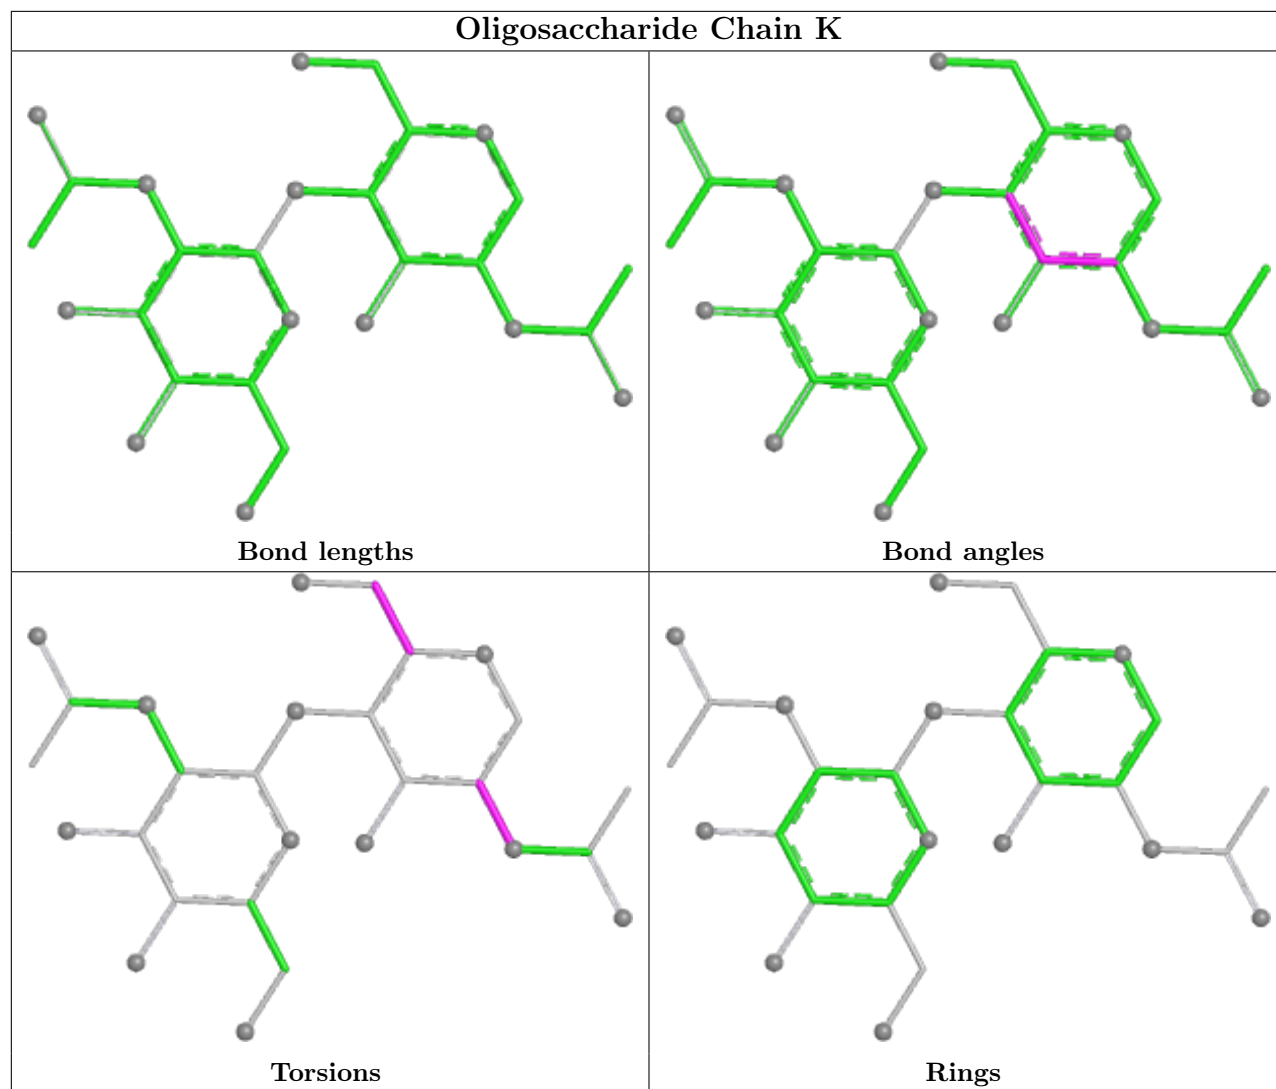 Oligosaccharide Chain K
Bond lengths
Bond angles
Torsions
Rings